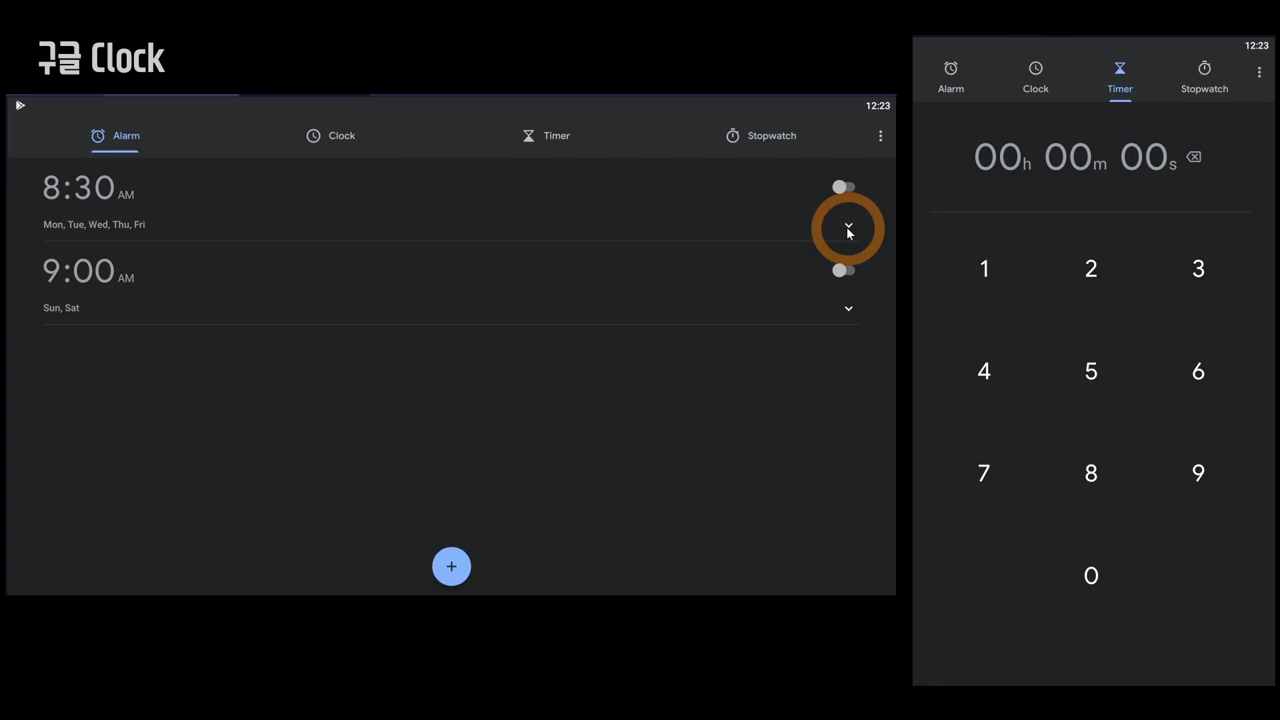 구글 Clock
12:23
Alarm
Clock
Timer
Stopwatch
8:30 AM
Mon, Tue, Wed, Thu, Fri
9:00 AM
Sun, Sat
+
12:23
Alarm
Clock
Timer
Stopwatch
00h 00m 00s
1 2 3
4 5 6
7 8 9
0